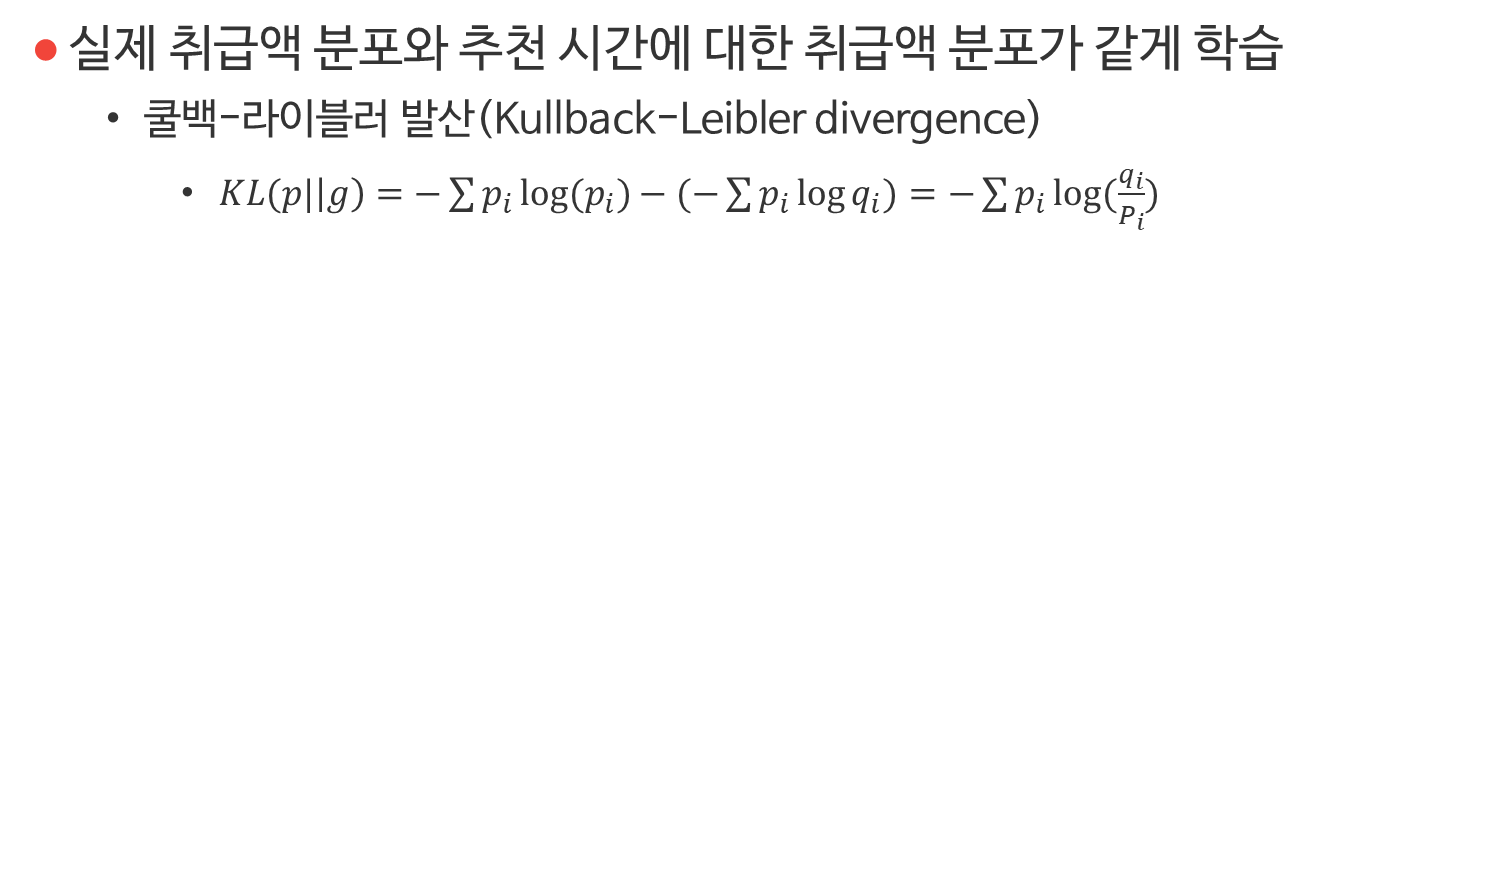 ● 실제 취급액 분포와 추천 시간에 대한 취급액 분포가 같게 학습
• 쿨백-라이블러 발산(Kullback-Leibler divergence)
• 𝐾𝐿(𝑝||𝑔) = − ∑ 𝑝ᵢ log(𝑝ᵢ) − (− ∑ 𝑝ᵢ log 𝑞ᵢ) = − ∑ 𝑝ᵢ log(𝑞ᵢ/𝑃ᵢ)